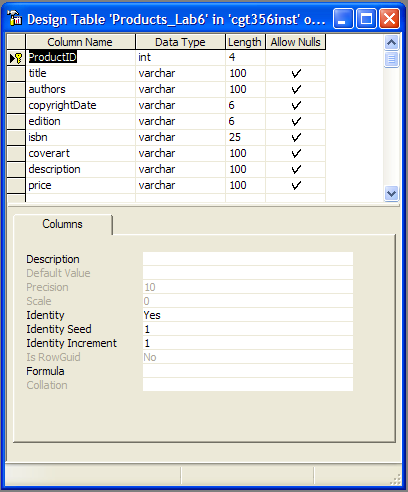 Design Table 'Products_Lab6' in 'cgt356inst' o...
Column Name Data Type Length Allow Nulls
ProductID int 4
title varchar 100
authors varchar 100
copyrightDate varchar 6
edition varchar 6
isbn varchar 25
coverart varchar 100
description varchar 100
price varchar 100
Columns
Description
Default Value
Precision 10
Scale 0
Identity Yes
Identity Seed 1
Identity Increment 1
Is RowGuid No
Formula
Collation